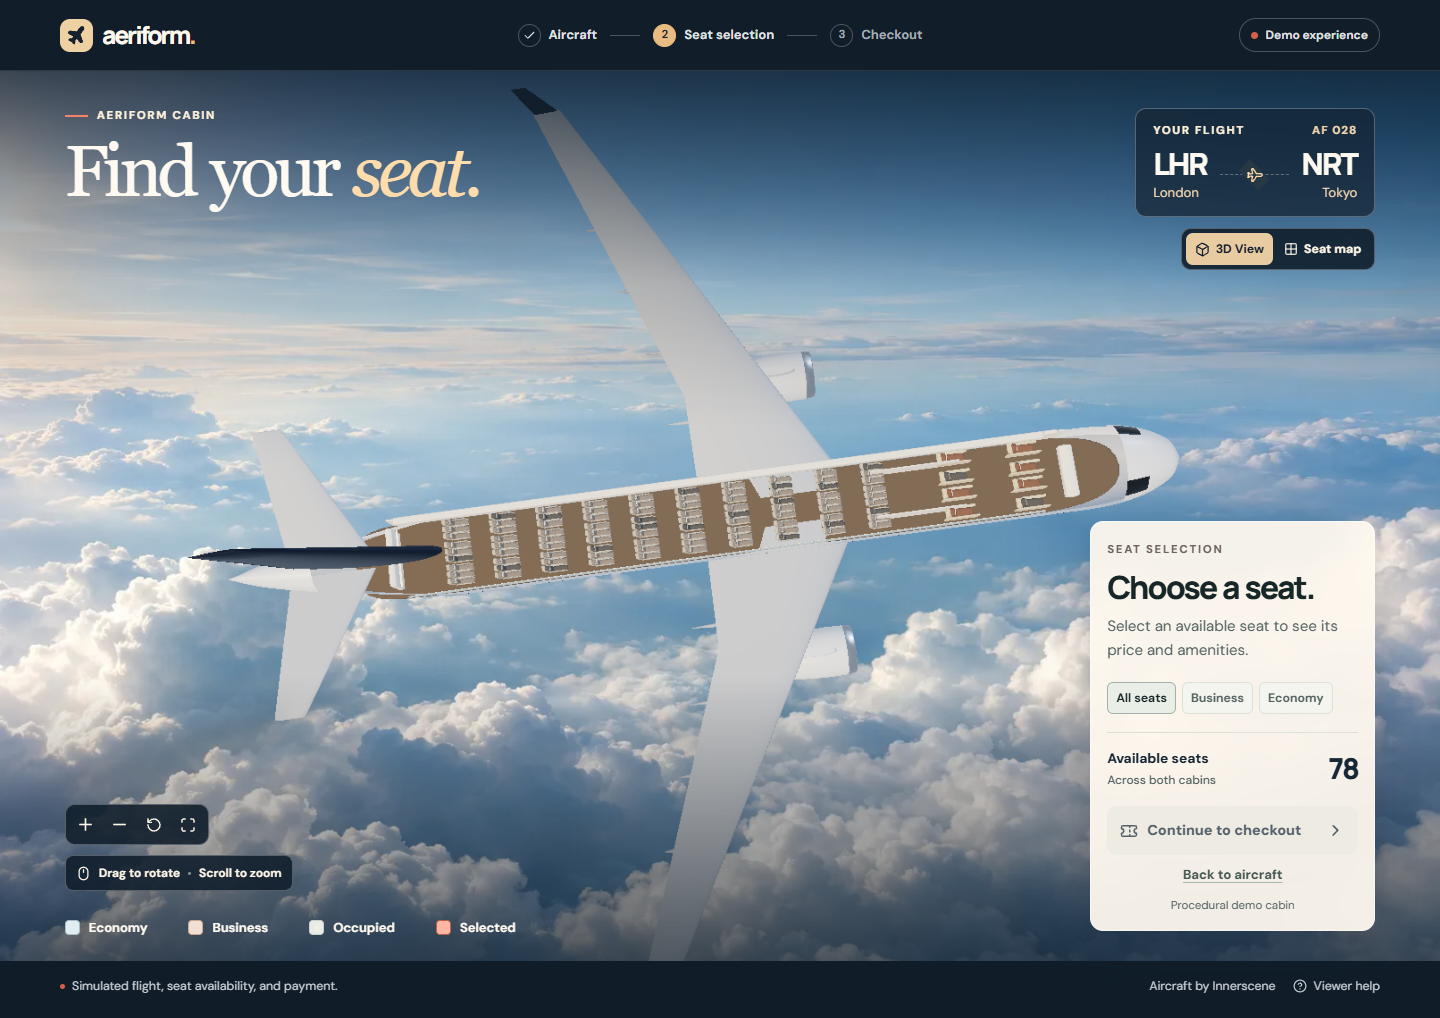 aeriform.
Aircraft
2 Seat selection
3 Checkout
Demo experience
AERIFORM CABIN
Find your seat.
YOUR FLIGHT AF 028
LHR NRT
London Tokyo
3D View Seat map
SEAT SELECTION
Choose a seat.
Select an available seat to see its
price and amenities.
All seats Business Economy
Available seats 78
Across both cabins
Continue to checkout
Back to aircraft
Procedural demo cabin
Drag to rotate • Scroll to zoom
Economy Business Occupied Selected
Simulated flight, seat availability, and payment.
Aircraft by Innerscene Viewer help